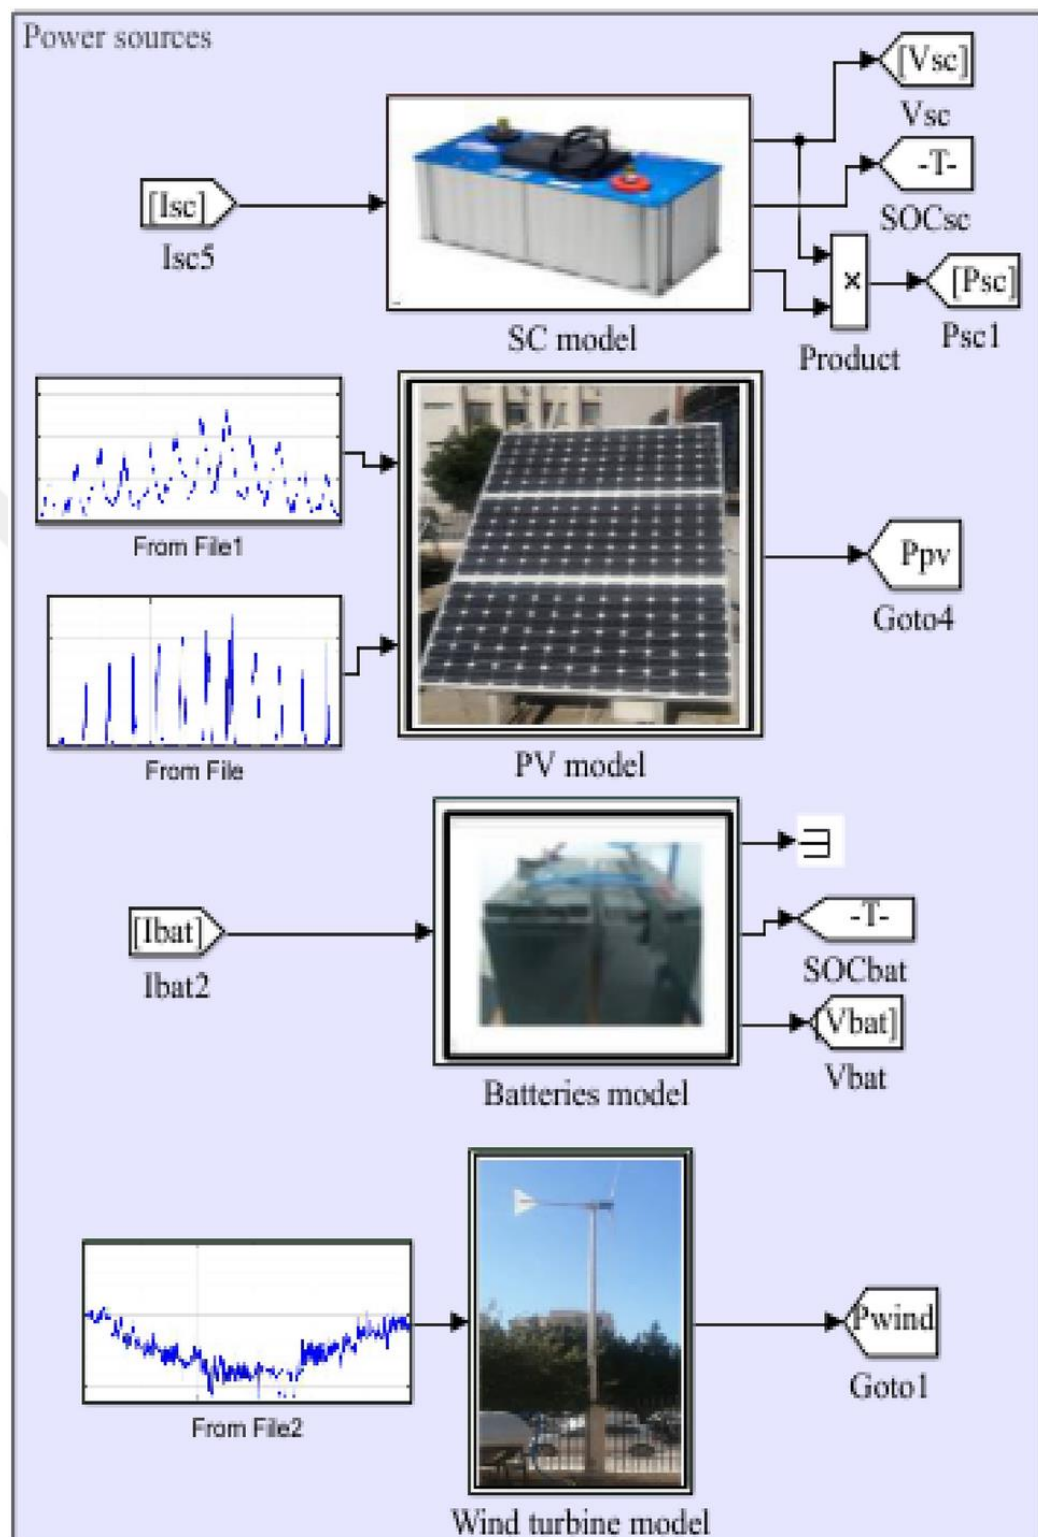 Power sources
[Vsc]
Vsc
-T-
SOCsc
[Isc]
Isc5
×
[Psc]
Psc1
SC model
Product
From File1
Ppv
Goto4
From File
PV model
-T-
SOCbat
[Ibat]
Ibat2
[Vbat]
Vbat
Batteries model
Pwind
Goto1
From File2
Wind turbine model